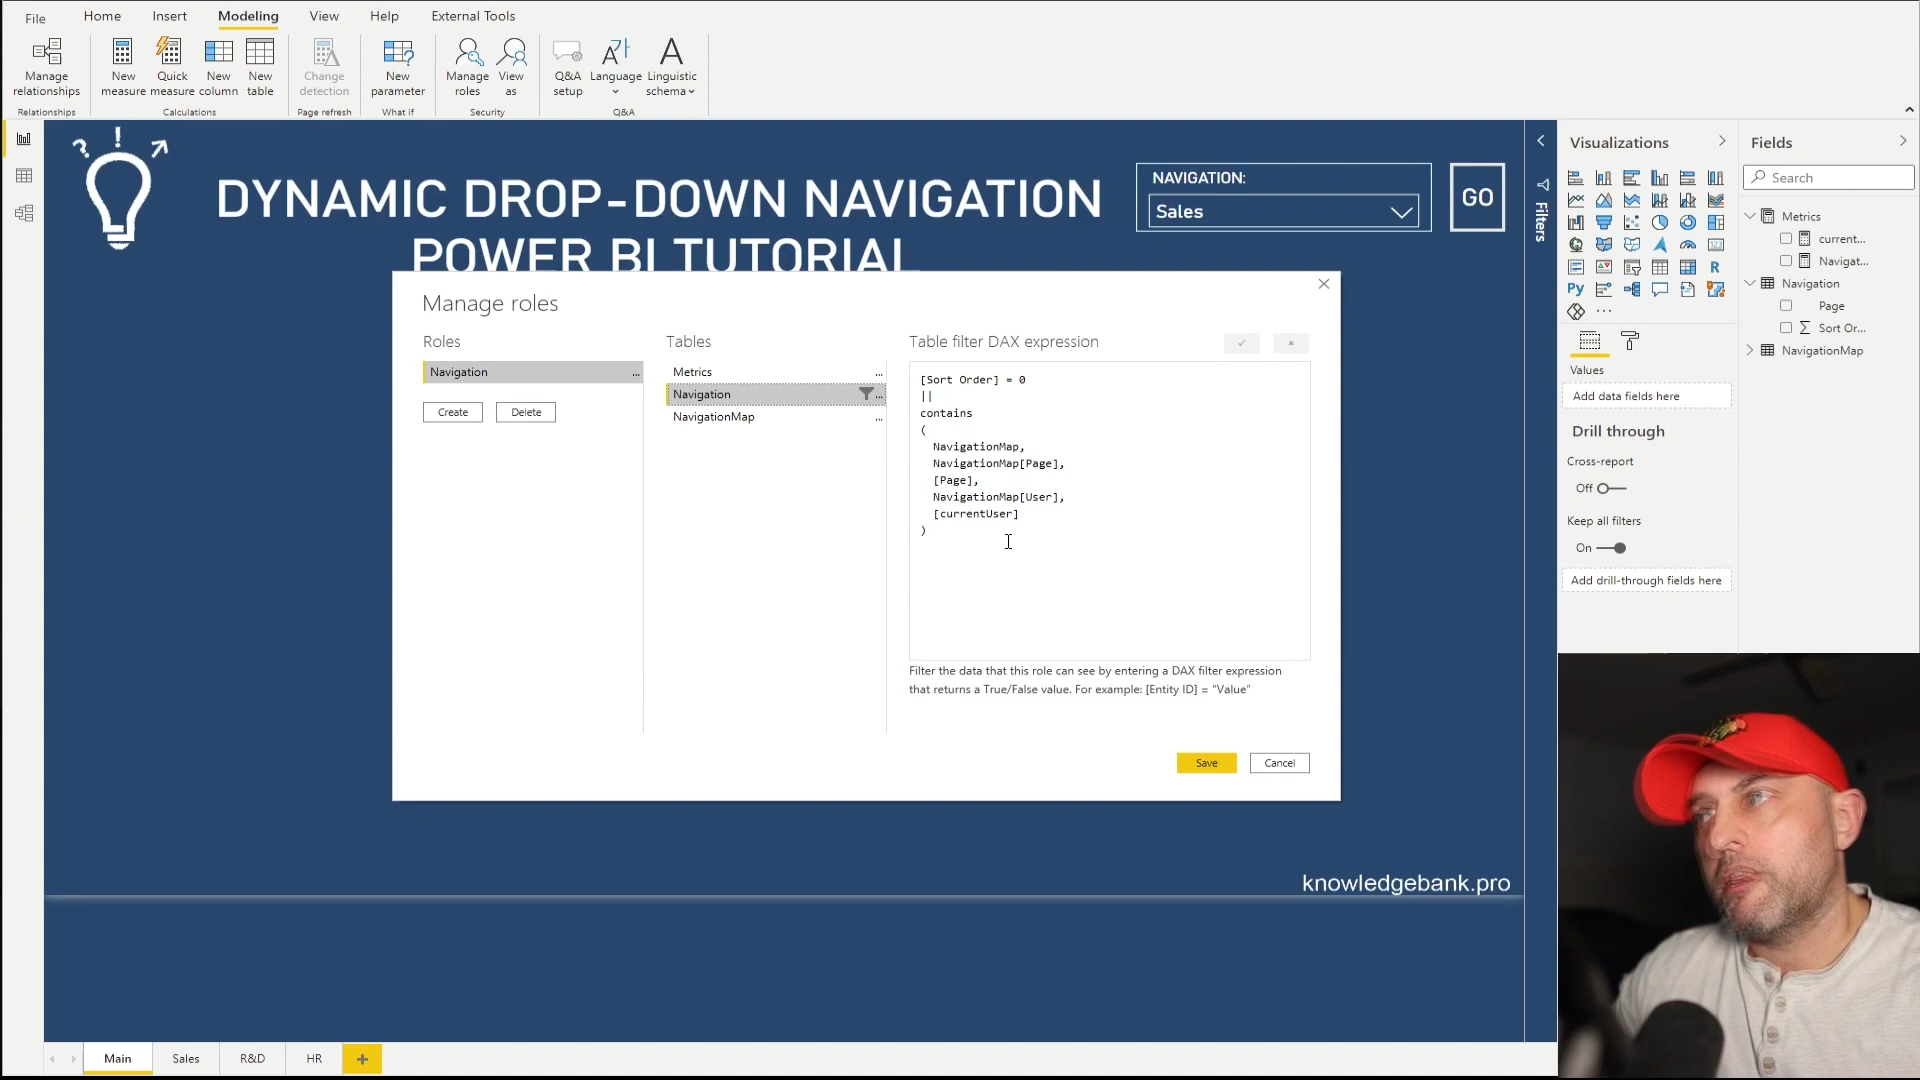 File
Home
Insert
Modeling
View
Help
External Tools
Manage
relationships
New
measure
Quick
measure
New
column
New
table
Change
detection
New
parameter
Manage
roles
View
as
Q&A
setup
Language
Linguistic
schema
Relationships
Calculations
Page refresh
What if
Security
Q&A
DYNAMIC DROP-DOWN NAVIGATION
POWER BI TUTORIAL
NAVIGATION:
Sales
GO
Filters
Manage roles
Roles
Navigation
...
Create
Delete
Tables
Metrics
...
Navigation
...
NavigationMap
...
Table filter DAX expression
[Sort Order] = 0
||
contains
(
NavigationMap,
NavigationMap[Page],
[Page],
NavigationMap[User],
[currentUser]
)
Filter the data that this role can see by entering a DAX filter expression
that returns a True/False value. For example: [Entity ID] = "Value"
Save
Cancel
knowledgebank.pro
Visualizations
R
Py
...
Values
Add data fields here
Drill through
Cross-report
Off
Keep all filters
On
Add drill-through fields here
Fields
Search
Metrics
current...
Navigat...
Navigation
Page
Σ Sort Or...
NavigationMap
Main
Sales
R&D
HR
+